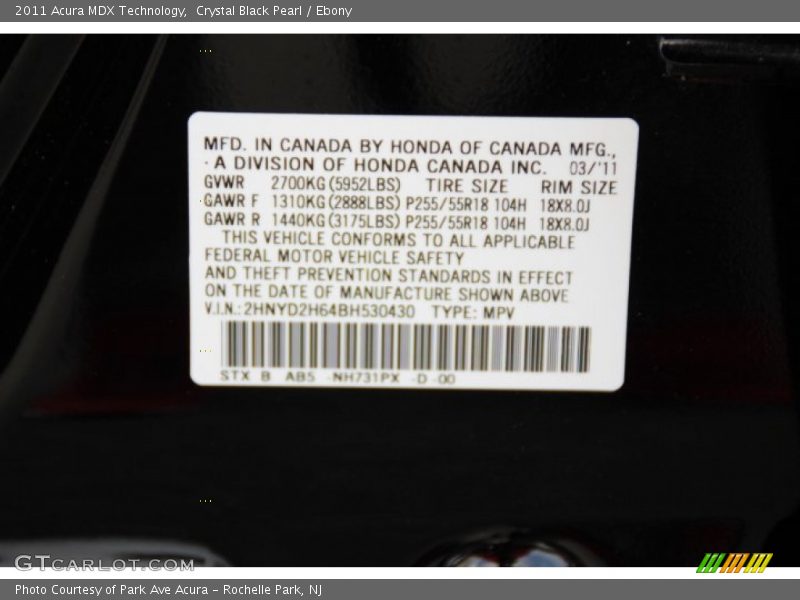 2011 Acura MDX Technology, Crystal Black Pearl / Ebony
MFD. IN CANADA BY HONDA OF CANADA MFG.,
A DIVISION OF HONDA CANADA INC. 03/'11
GVWR 2700KG (5952LBS) TIRE SIZE RIM SIZE
GAWR F 1310KG (2888LBS) P255/55R18 104H 18X8.0J
GAWR R 1440KG (3175LBS) P255/55R18 104H 18X8.0J
THIS VEHICLE CONFORMS TO ALL APPLICABLE
FEDERAL MOTOR VEHICLE SAFETY
AND THEFT PREVENTION STANDARDS IN EFFECT
ON THE DATE OF MANUFACTURE SHOWN ABOVE
V.I.N.: 2HNYD2H64BH530430 TYPE: MPV
STX B AB5 -NH731PX -D -00
GTCARLOT.COM
Photo Courtesy of Park Ave Acura - Rochelle Park, NJ